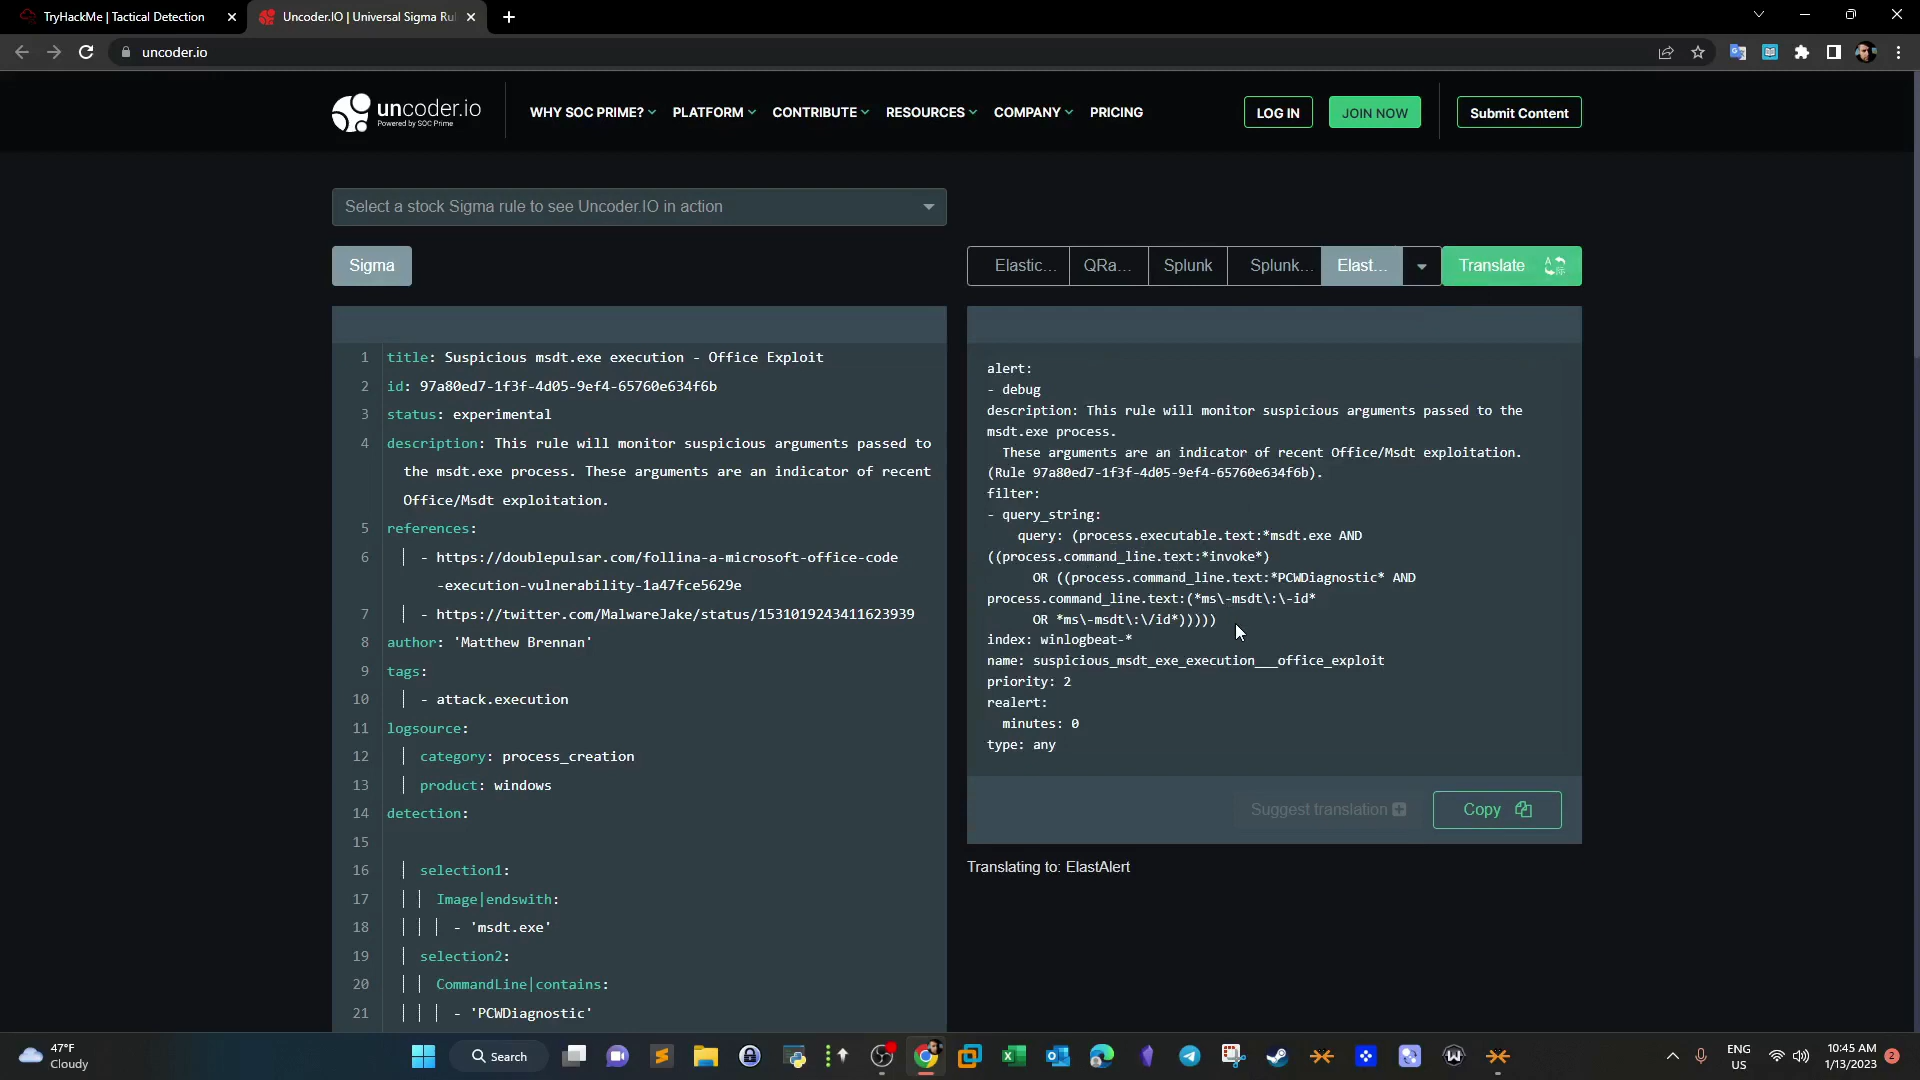 TryHackMe | Tactical Detection
Uncoder.IO | Universal Sigma Rul
uncoder.io
uncoder.io
Powered by SOC Prime
WHY SOC PRIME?
PLATFORM
CONTRIBUTE
RESOURCES
COMPANY
PRICING
LOG IN
JOIN NOW
Submit Content
Select a stock Sigma rule to see Uncoder.IO in action
Sigma
Elastic...
QRa...
Splunk
Splunk...
Elast...
Translate
1 title: Suspicious msdt.exe execution - Office Exploit
2 id: 97a80ed7-1f3f-4d05-9ef4-65760e634f6b
3 status: experimental
4 description: This rule will monitor suspicious arguments passed to
the msdt.exe process. These arguments are an indicator of recent
Office/Msdt exploitation.
5 references:
6 - https://doublepulsar.com/follina-a-microsoft-office-code
-execution-vulnerability-1a47fce5629e
7 - https://twitter.com/MalwareJake/status/1531019243411623939
8 author: 'Matthew Brennan'
9 tags:
10 - attack.execution
11 logsource:
12 category: process_creation
13 product: windows
14 detection:
15
16 selection1:
17 Image|endswith:
18 - 'msdt.exe'
19 selection2:
20 CommandLine|contains:
21 - 'PCWDiagnostic'
alert:
- debug
description: This rule will monitor suspicious arguments passed to the
msdt.exe process.
These arguments are an indicator of recent Office/Msdt exploitation.
(Rule 97a80ed7-1f3f-4d05-9ef4-65760e634f6b).
filter:
- query_string:
query: (process.executable.text:*msdt.exe AND
((process.command_line.text:*invoke*)
OR ((process.command_line.text:*PCWDiagnostic* AND
process.command_line.text:(*ms\-msdt\:\-id*
OR *ms\-msdt\:\/id*)))))
index: winlogbeat-*
name: suspicious_msdt_exe_execution___office_exploit
priority: 2
realert:
minutes: 0
type: any
Suggest translation
Copy
Translating to: ElastAlert
47°F
Cloudy
Search
ENG
US
10:45 AM
1/13/2023
2